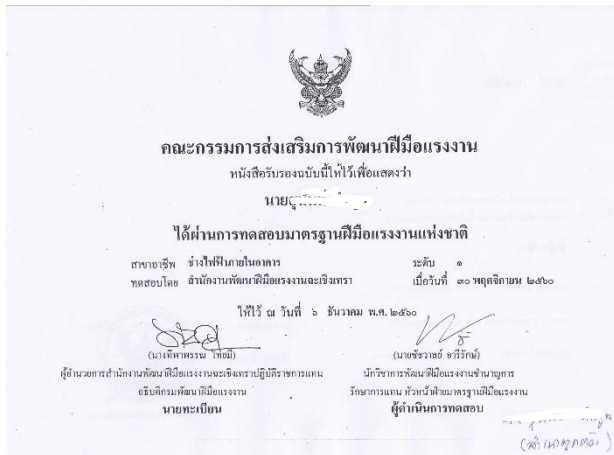 คณะกรรมการส่งเสริมการพัฒนาฝีมือแรงงาน
หนังสือรับรองฉบับนี้ให้ไว้เพื่อแสดงว่า
นาย
ได้ผ่านการทดสอบมาตรฐานฝีมือแรงงานแห่งชาติ
สาขาอาชีพ ช่างไฟฟ้าภายในอาคาร ระดับ ๑
ทดสอบโดย สำนักงานพัฒนาฝีมือแรงงานฉะเชิงเทรา เมื่อวันที่ ๓๐ พฤศจิกายน ๒๕๖๐
ให้ไว้ ณ วันที่ ๖ ธันวาคม พ.ศ. ๒๕๖๐
(นางทิพาพรรณ) (นายชัชวาลย์ อารีรักษ์)
ผู้อำนวยการสำนักงานพัฒนาฝีมือแรงงานฉะเชิงเทราปฏิบัติราชการแทน นักวิชาการพัฒนาฝีมือแรงงานชำนาญการ
อธิบดีกรมพัฒนาฝีมือแรงงาน รักษาการแทน หัวหน้าฝ่ายมาตรฐานฝีมือแรงงาน
นายทะเบียน ผู้ดำเนินการทดสอบ
(สำเนาถูกต้อง)